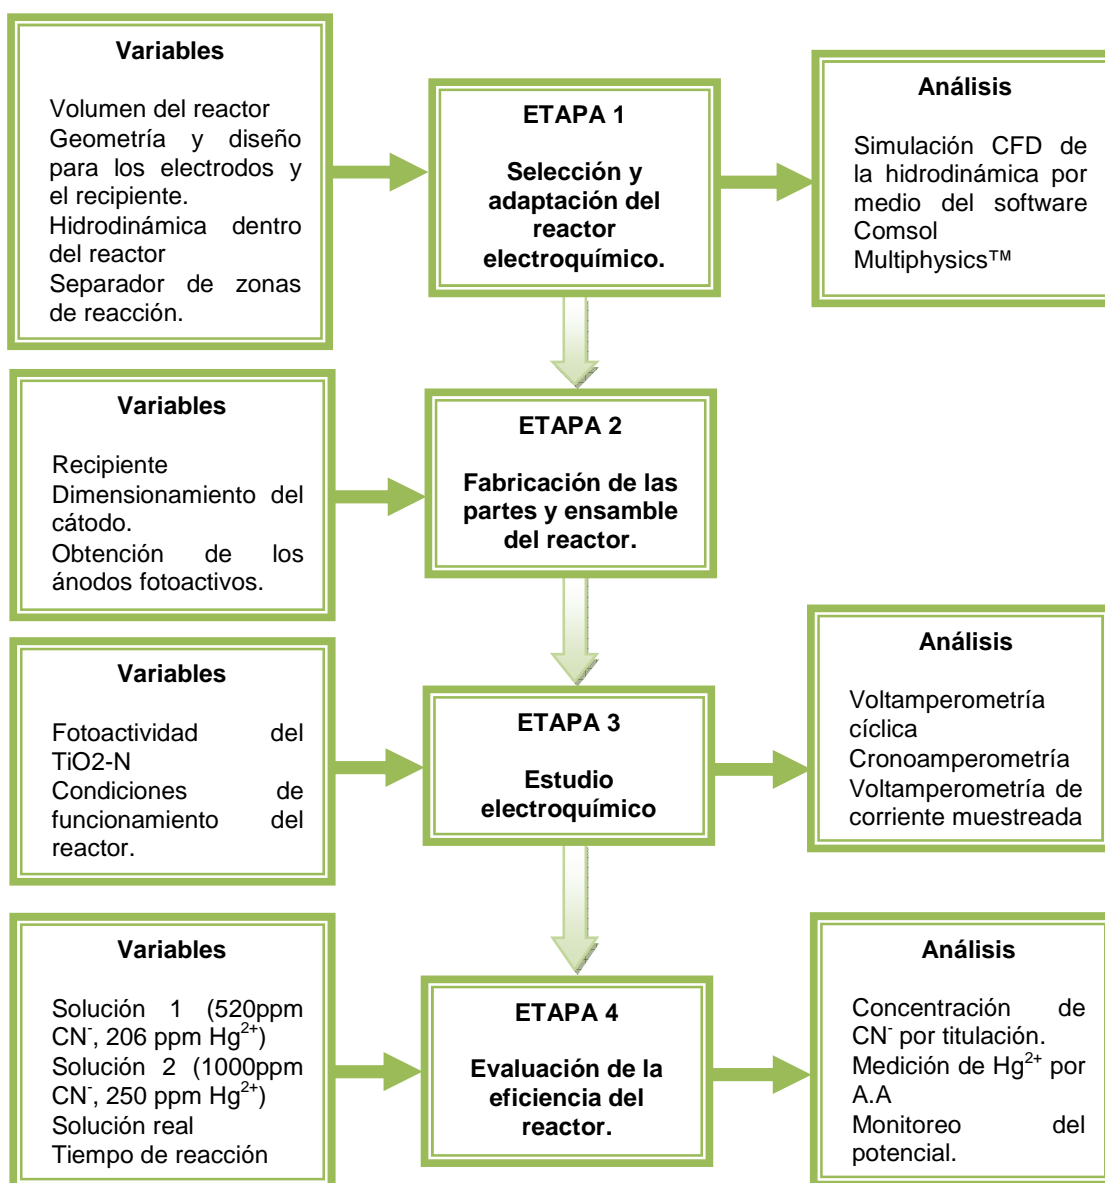 Variables
Volumen del reactor
Geometría y diseño
para los electrodos y
el recipiente.
Hidrodinámica dentro
del reactor
Separador de zonas
de reacción.
ETAPA 1
Selección y
adaptación del
reactor
electroquímico.
Análisis
Simulación CFD de
la hidrodinámica por
medio del software
Comsol
Multiphysics™
Variables
Recipiente
Dimensionamiento del
cátodo.
Obtención de los
ánodos fotoactivos.
ETAPA 2
Fabricación de las
partes y ensamble
del reactor.
Variables
Fotoactividad del
TiO2-N
Condiciones de
funcionamiento del
reactor.
ETAPA 3
Estudio
electroquímico
Análisis
Voltamperometría
cíclica
Cronoamperometría
Voltamperometría de
corriente muestreada
Variables
Solución 1 (520ppm
CN⁻, 206 ppm Hg²⁺)
Solución 2 (1000ppm
CN⁻, 250 ppm Hg²⁺)
Solución real
Tiempo de reacción
ETAPA 4
Evaluación de la
eficiencia del
reactor.
Análisis
Concentración de
CN⁻ por titulación.
Medición de Hg²⁺ por
A.A
Monitoreo del
potencial.